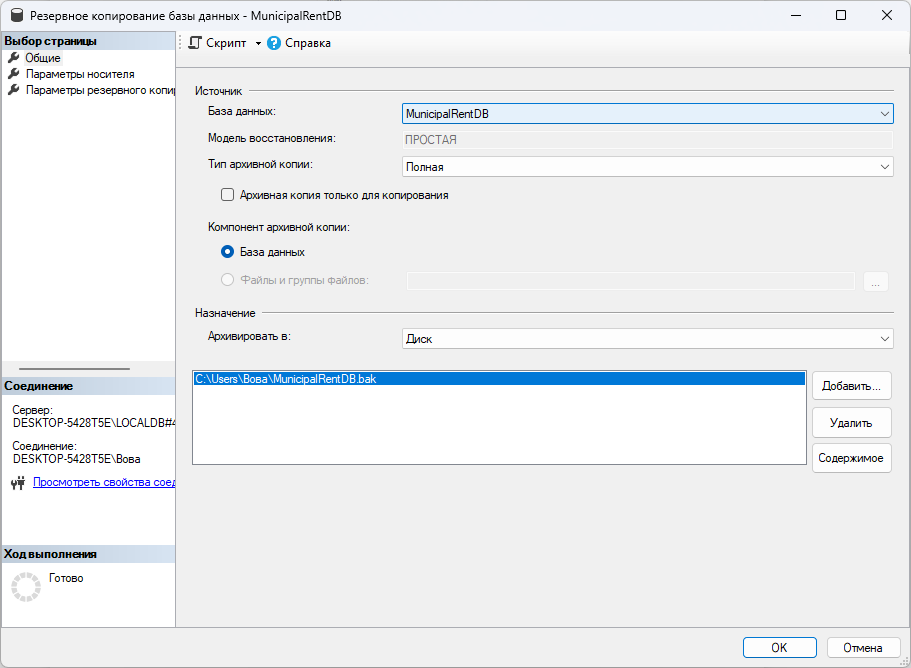 Резервное копирование базы данных - MunicipalRentDB
Выбор страницы
Общие
Параметры носителя
Параметры резервного копи
Скрипт
Справка
Источник
База данных:
MunicipalRentDB
Модель восстановления:
ПРОСТАЯ
Тип архивной копии:
Полная
Архивная копия только для копирования
Компонент архивной копии:
База данных
Файлы и группы файлов:
...
Назначение
Архивировать в:
Диск
C:\Users\Вова\MunicipalRentDB.bak
Добавить...
Удалить
Содержимое
Соединение
Сервер:
DESKTOP-5428T5E\LOCALDB#4
Соединение:
DESKTOP-5428T5E\Вова
Просмотреть свойства соед
Ход выполнения
Готово
OK
Отмена